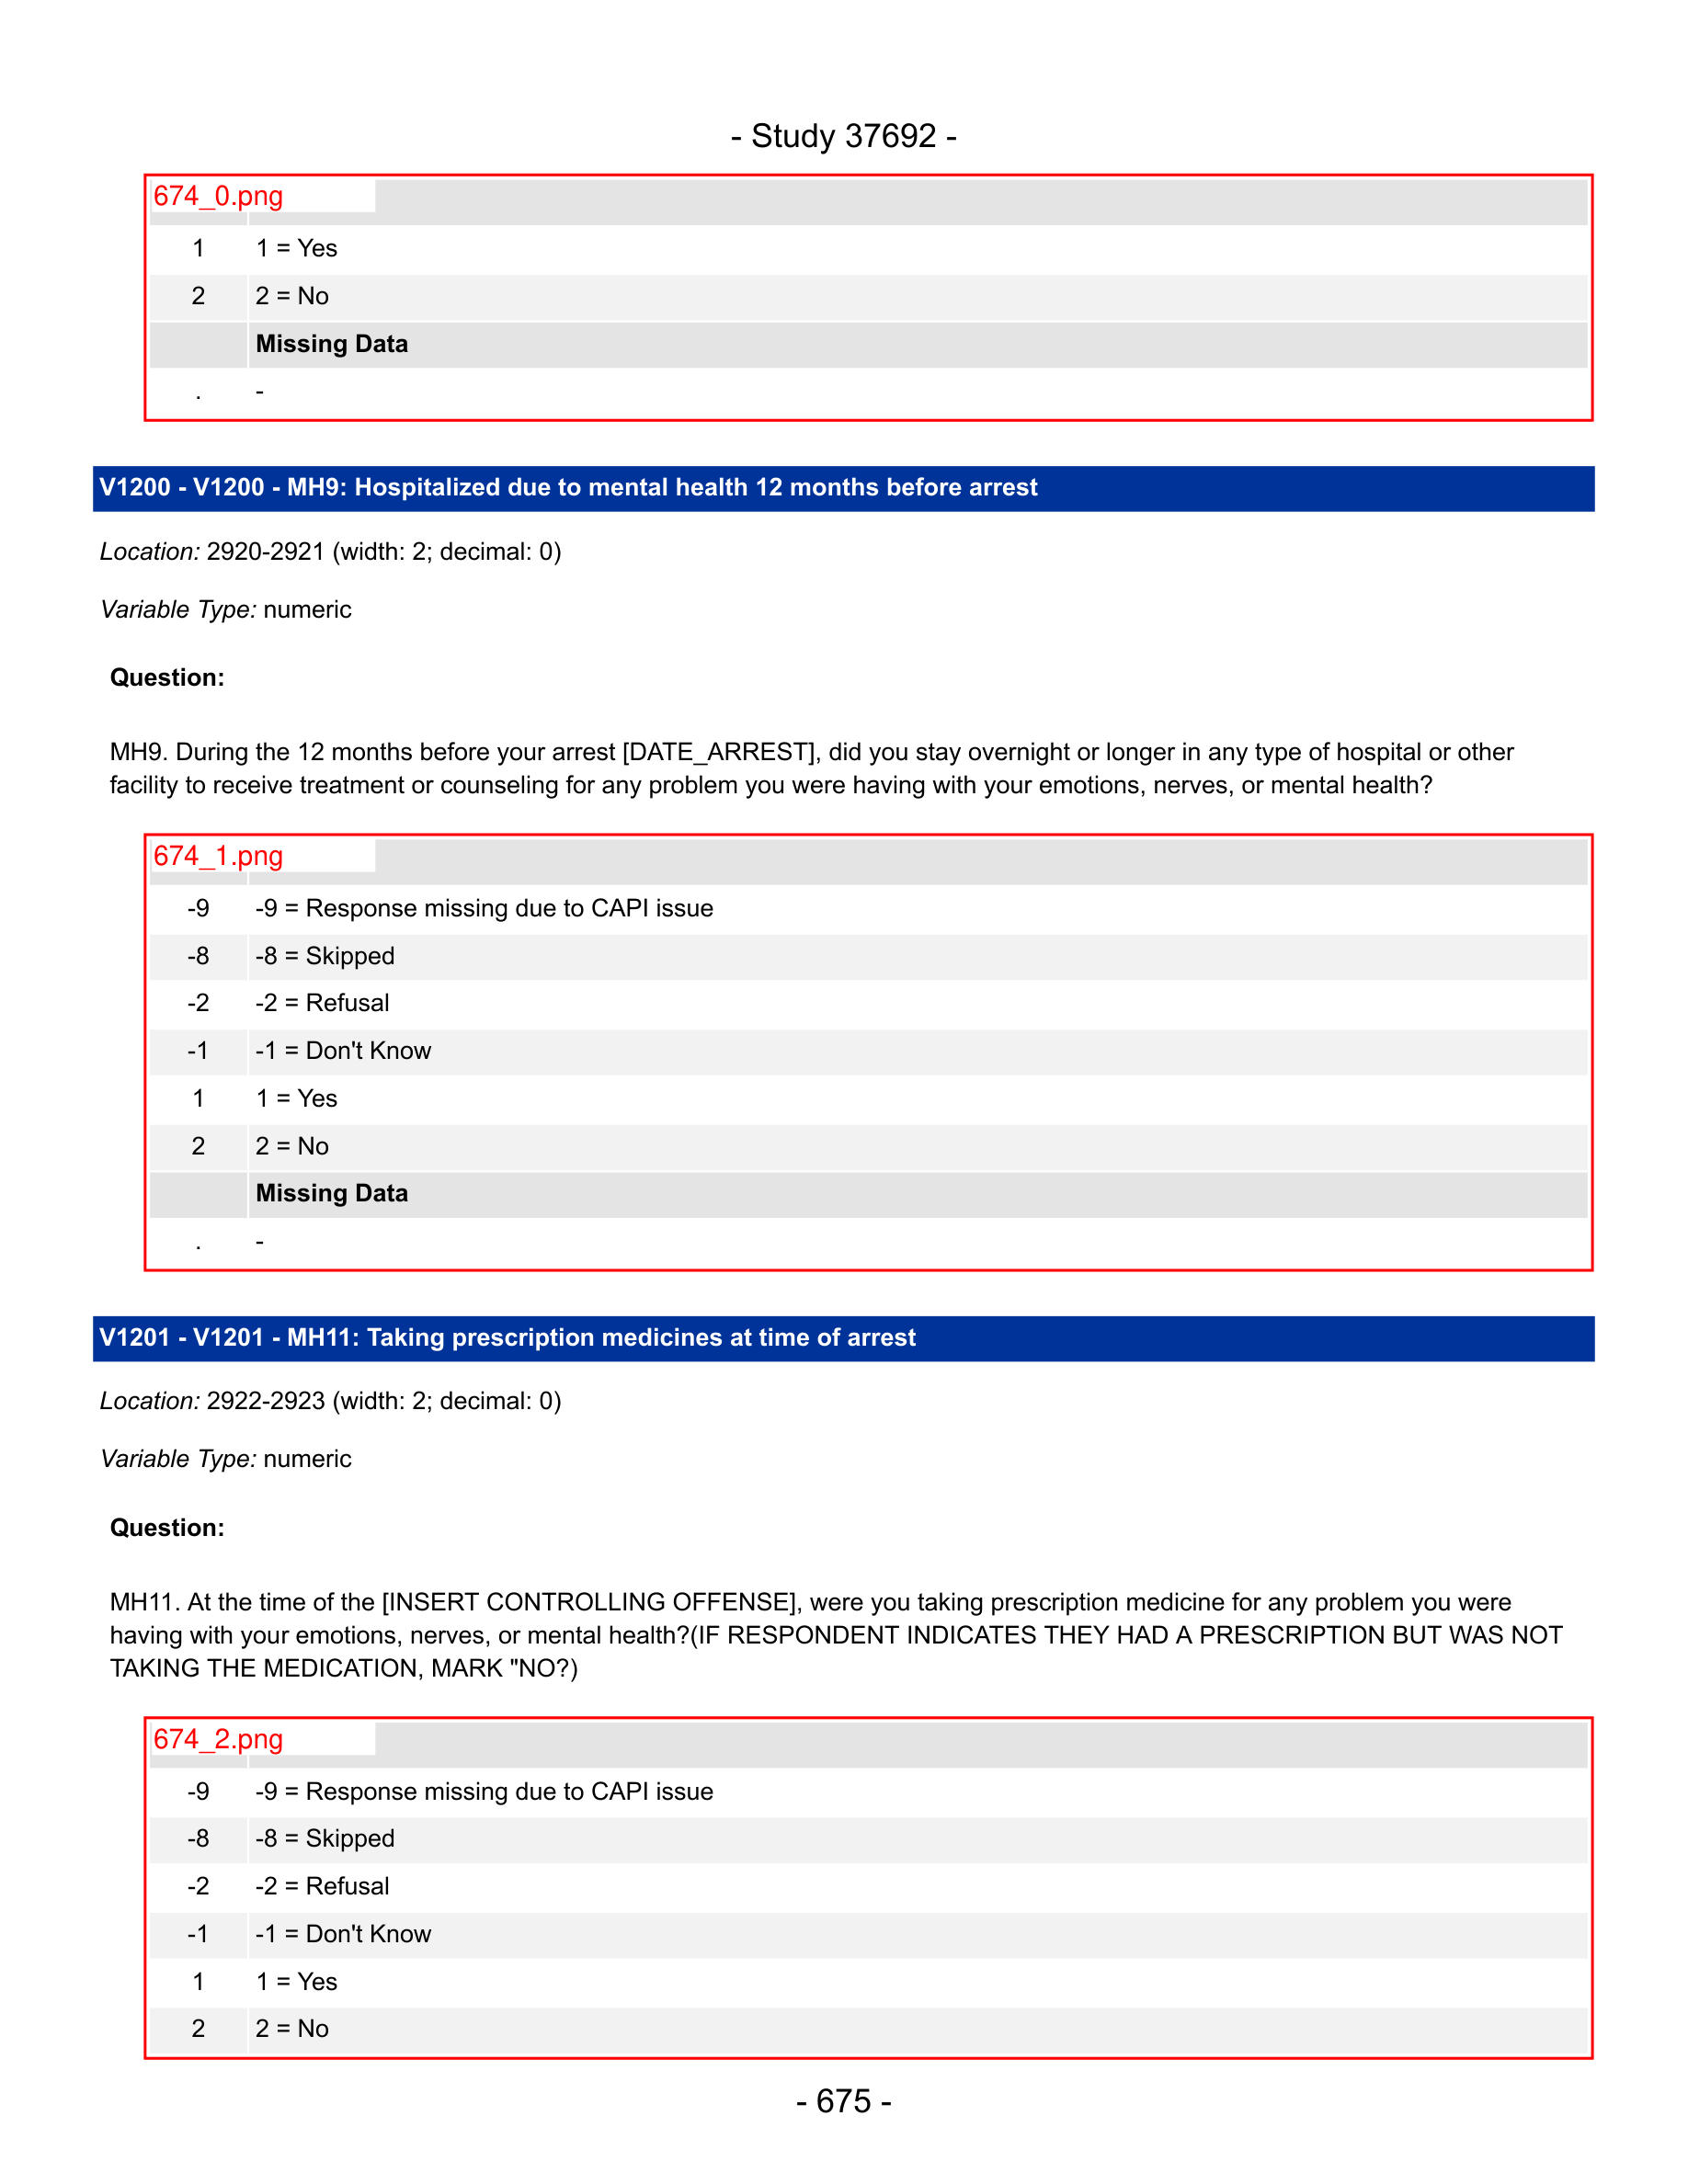 - Study 37692 -
674_0.png
1 1 = Yes
2 2 = No
Missing Data
. -
V1200 - V1200 - MH9: Hospitalized due to mental health 12 months before arrest
Location: 2920-2921 (width: 2; decimal: 0)
Variable Type: numeric
Question:
MH9. During the 12 months before your arrest [DATE_ARREST], did you stay overnight or longer in any type of hospital or other
facility to receive treatment or counseling for any problem you were having with your emotions, nerves, or mental health?
674_1.png
-9 -9 = Response missing due to CAPI issue
-8 -8 = Skipped
-2 -2 = Refusal
-1 -1 = Don't Know
1 1 = Yes
2 2 = No
Missing Data
. -
V1201 - V1201 - MH11: Taking prescription medicines at time of arrest
Location: 2922-2923 (width: 2; decimal: 0)
Variable Type: numeric
Question:
MH11. At the time of the [INSERT CONTROLLING OFFENSE], were you taking prescription medicine for any problem you were
having with your emotions, nerves, or mental health?(IF RESPONDENT INDICATES THEY HAD A PRESCRIPTION BUT WAS NOT
TAKING THE MEDICATION, MARK "NO?)
674_2.png
-9 -9 = Response missing due to CAPI issue
-8 -8 = Skipped
-2 -2 = Refusal
-1 -1 = Don't Know
1 1 = Yes
2 2 = No
- 675 -